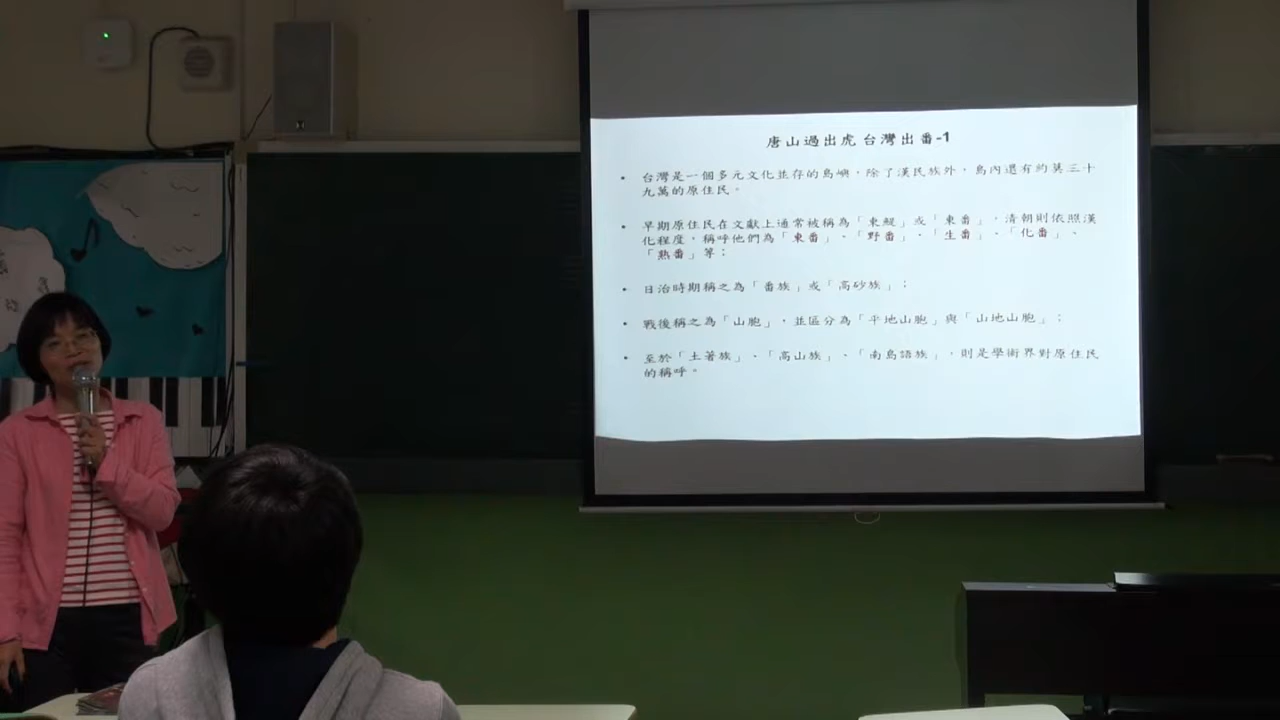 唐山過出虎 台灣出番-1
• 台灣是一個多元文化並存的島嶼，除了漢民族外，島內還有約莫三十
九萬的原住民。
• 早期原住民在文獻上通常被稱為「東鯷」或「東番」，清朝則依照漢
化程度，稱呼他們為「東番」、「野番」、「生番」、「化番」、
「熟番」等；
• 日治時期稱之為「番族」或「高砂族」；
• 戰後稱之為「山胞」，並區分為「平地山胞」與「山地山胞」；
• 至於「土著族」、「高山族」、「南島語族」，則是學術界對原住民
的稱呼。